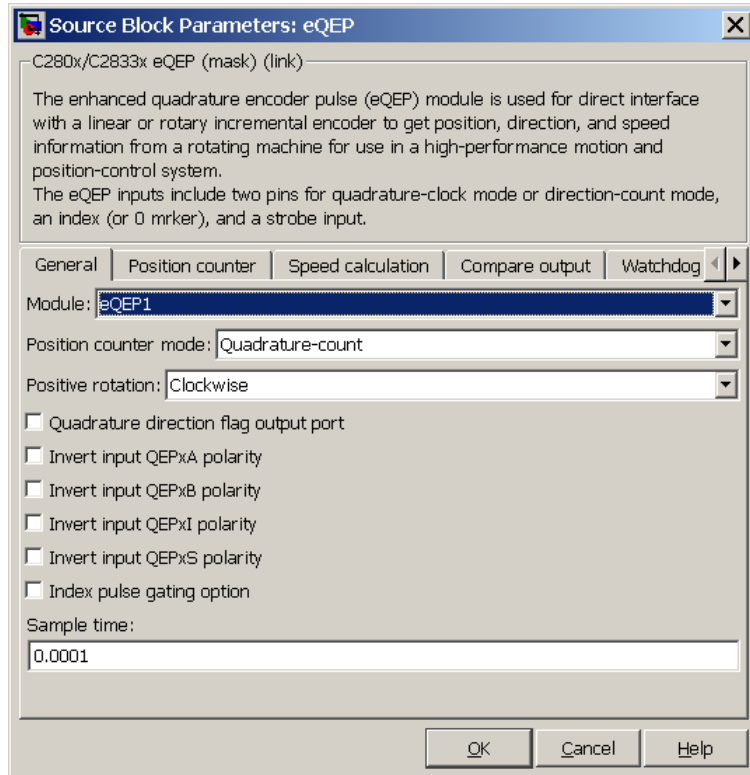 Source Block Parameters: eQEP
C280x/C2833x eQEP (mask) (link)
The enhanced quadrature encoder pulse (eQEP) module is used for direct interface
with a linear or rotary incremental encoder to get position, direction, and speed
information from a rotating machine for use in a high-performance motion and
position-control system.
The eQEP inputs include two pins for quadrature-clock mode or direction-count mode,
an index (or 0 mrker), and a strobe input.
General Position counter Speed calculation Compare output Watchdog
Module: eQEP1
Position counter mode: Quadrature-count
Positive rotation: Clockwise
Quadrature direction flag output port
Invert input QEPxA polarity
Invert input QEPxB polarity
Invert input QEPxI polarity
Invert input QEPxS polarity
Index pulse gating option
Sample time:
0.0001
OK Cancel Help